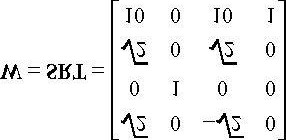 M = SRT =
√2 0 -√2 0
0 1 0 0
√2 0 √2 0
10 0 10 1